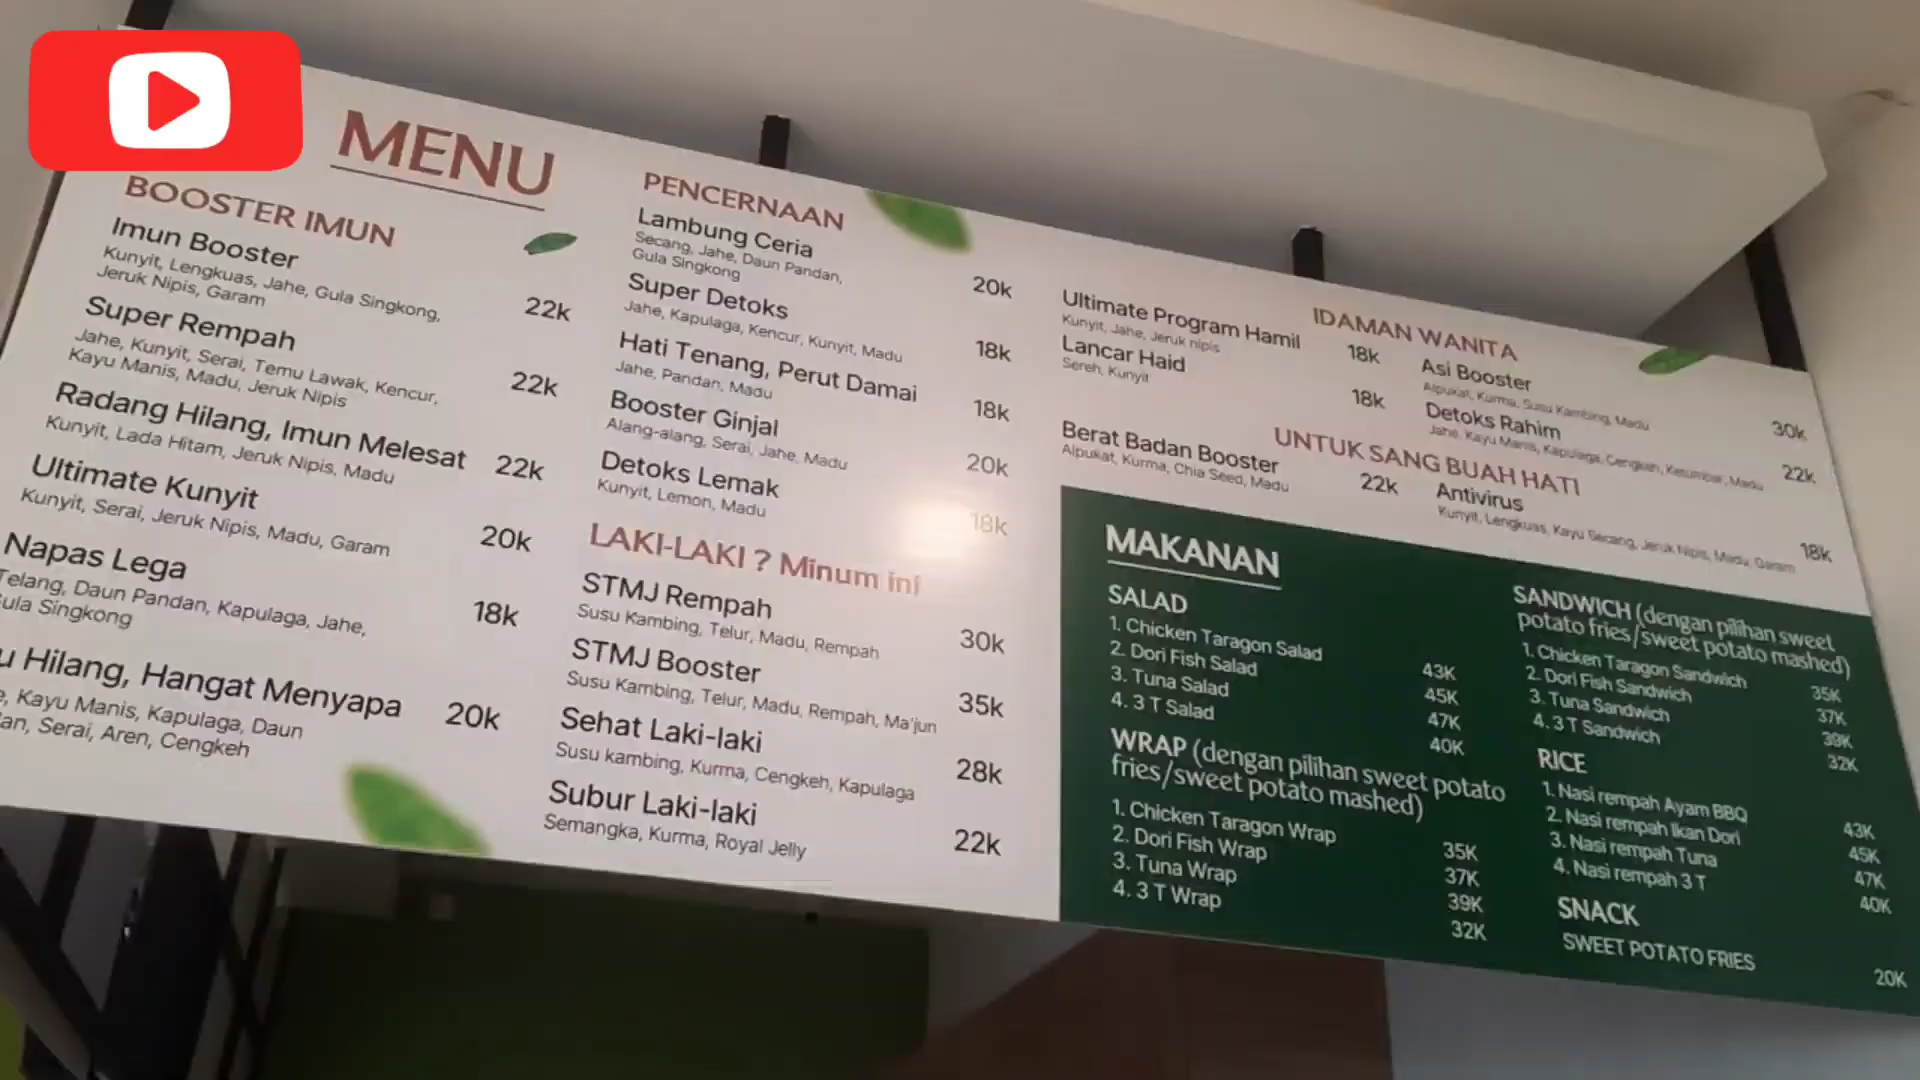 MENU
BOOSTER IMUN
Imun Booster
Kunyit, Lengkuas, Jahe, Gula Singkong,
Jeruk Nipis, Garam
22k
Super Rempah
Jahe, Kunyit, Serai, Temu Lawak, Kencur,
Kayu Manis, Madu, Jeruk Nipis
22k
Radang Hilang, Imun Melesat 22k
Kunyit, Lada Hitam, Jeruk Nipis, Madu
Ultimate Kunyit
Kunyit, Serai, Jeruk Nipis, Madu, Garam
20k
Napas Lega
Telang, Daun Pandan, Kapulaga, Jahe,
Gula Singkong
18k
Hilang, Hangat Menyapa 20k
Kayu Manis, Kapulaga, Daun
Serai, Aren, Cengkeh
PENCERNAAN
Lambung Ceria
Secang, Jahe, Daun Pandan,
Gula Singkong
20k
Super Detoks
Jahe, Kapulaga, Kencur, Kunyit, Madu
18k
Hati Tenang, Perut Damai
Jahe, Pandan, Madu
18k
Booster Ginjal
Alang-alang, Serai, Jahe, Madu
20k
Detoks Lemak
Kunyit, Lemon, Madu
18k
LAKI-LAKI ? Minum ini
STMJ Rempah
Susu Kambing, Telur, Madu, Rempah
30k
STMJ Booster
Susu Kambing, Telur, Madu, Rempah, Ma'jun
35k
Sehat Laki-laki
Susu kambing, Kurma, Cengkeh, Kapulaga
28k
Subur Laki-laki
Semangka, Kurma, Royal Jelly
22k
IDAMAN WANITA
Ultimate Program Hamil
Kunyit, Jahe, Jeruk nipis
18k
Lancar Haid
Sereh, Kunyit
18k
Asi Booster
Alpukat, Kurma, Susu Kambing, Madu
30k
Detoks Rahim
Jahe, Kayu Manis, Kapulaga, Cengkeh, Ketumbar, Madu
22k
UNTUK SANG BUAH HATI
Berat Badan Booster
Alpukat, Kurma, Chia Seed, Madu
22k
Antivirus
Kunyit, Lengkuas, Kayu Secang, Jeruk Nipis, Madu, Garam
18k
MAKANAN
SALAD
1. Chicken Taragon Salad 43K
2. Dori Fish Salad 45K
3. Tuna Salad 47K
4. 3 T Salad 40K
WRAP (dengan pilihan sweet potato
fries/sweet potato mashed)
1. Chicken Taragon Wrap 35K
2. Dori Fish Wrap 37K
3. Tuna Wrap 39K
4. 3 T Wrap 32K
SANDWICH (dengan pilihan sweet
potato fries/sweet potato mashed)
1. Chicken Taragon Sandwich 35K
2. Dori Fish Sandwich 37K
3. Tuna Sandwich 39K
4. 3 T Sandwich 32K
RICE
1. Nasi rempah Ayam BBQ 43K
2. Nasi rempah Ikan Dori 45K
3. Nasi rempah Tuna 47K
4. Nasi rempah 3 T 40K
SNACK
SWEET POTATO FRIES 20K